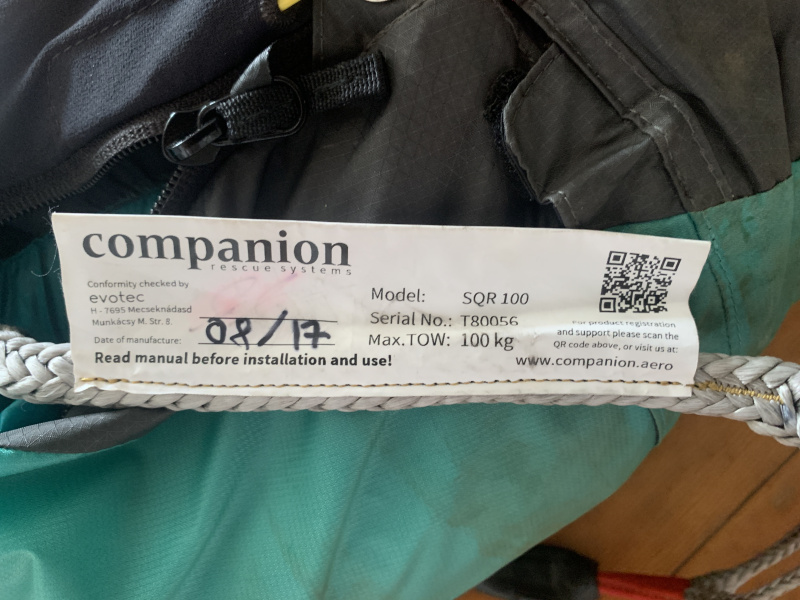 companion
rescue systems
Conformity checked by
evotec
H - 7695 Mecseknádasd
Munkácsy M. Str. 8.
Date of manufacture: 08/17
Read manual before installation and use!
Model: SQR 100
Serial No.: T80056
Max.TOW: 100 kg
For product registration
and support please scan the
QR code above, or visit us at:
www.companion.aero